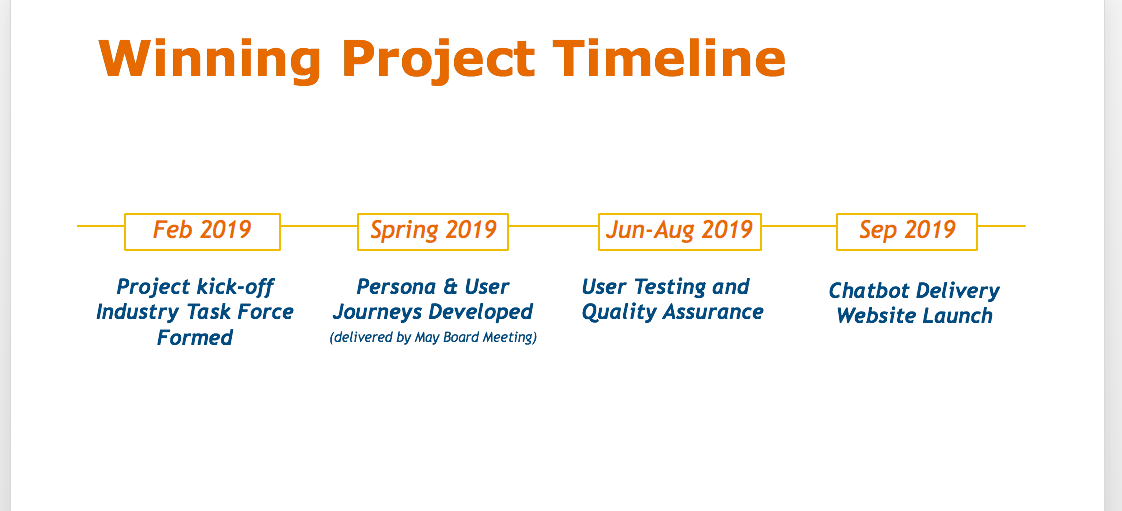 Winning Project Timeline
Feb 2019
Project kick-off
Industry Task Force
Formed
Spring 2019
Persona & User
Journeys Developed
(delivered by May Board Meeting)
Jun-Aug 2019
User Testing and
Quality Assurance
Sep 2019
Chatbot Delivery
Website Launch